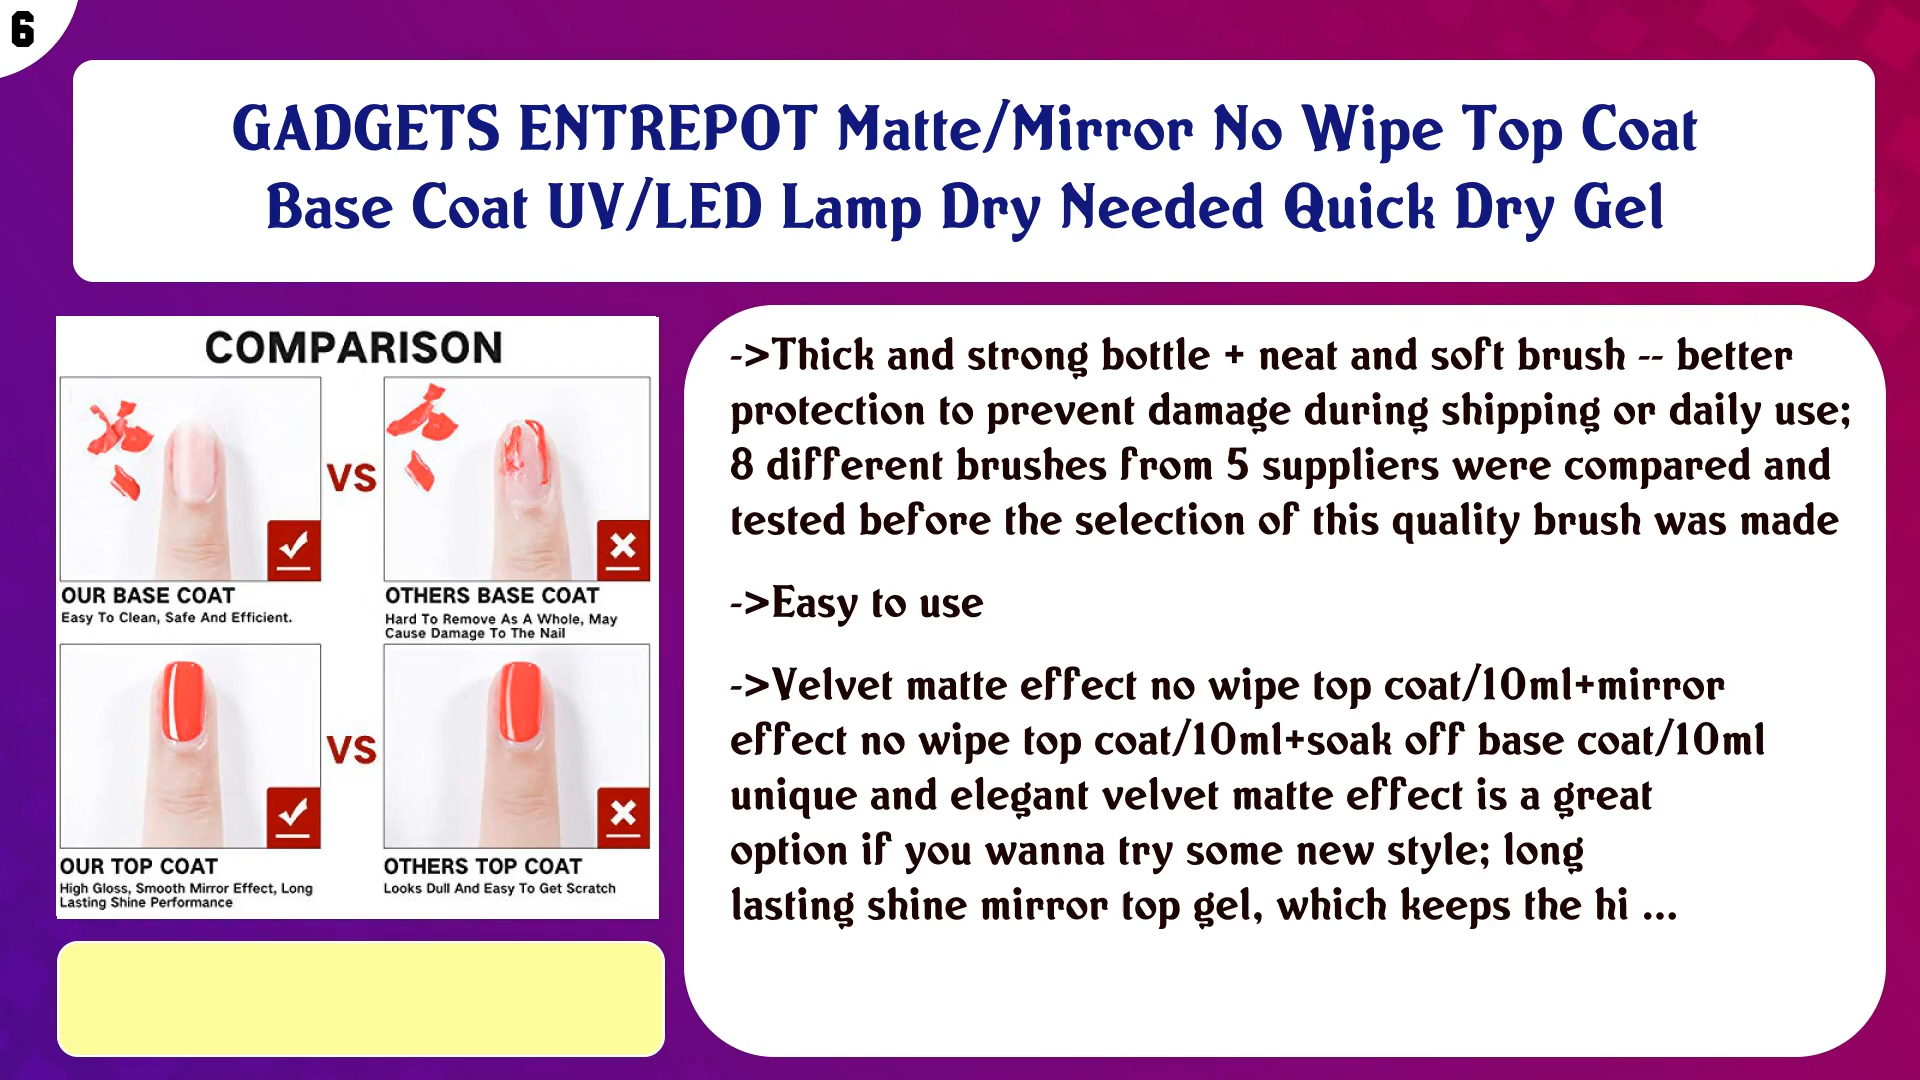 6
GADGETS ENTREPOT Matte/Mirror No Wipe Top Coat
Base Coat UV/LED Lamp Dry Needed Quick Dry Gel
COMPARISON
VS
OUR BASE COAT
Easy To Clean, Safe And Efficient.
OTHERS BASE COAT
Hard To Remove As A Whole, May
Cause Damage To The Nail
VS
OUR TOP COAT
High Gloss, Smooth Mirror Effect, Long
Lasting Shine Performance
OTHERS TOP COAT
Looks Dull And Easy To Get Scratch
->Thick and strong bottle + neat and soft brush -- better
protection to prevent damage during shipping or daily use;
8 different brushes from 5 suppliers were compared and
tested before the selection of this quality brush was made
->Easy to use
->Velvet matte effect no wipe top coat/10ml+mirror
effect no wipe top coat/10ml+soak off base coat/10ml
unique and elegant velvet matte effect is a great
option if you wanna try some new style; long
lasting shine mirror top gel, which keeps the hi ...